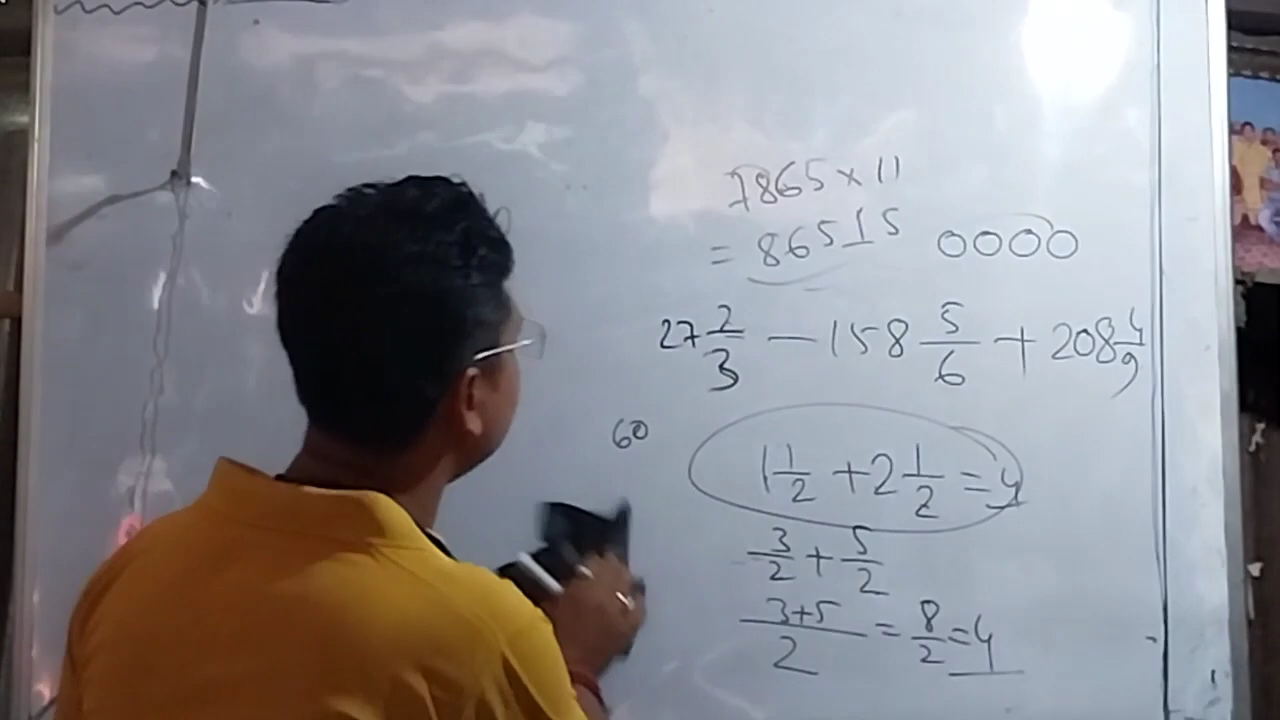 7865 × 11
= 86515 0000
27 2/3 — 158 5/6 + 208 4/9
60
1 1/2 + 2 1/2 = 4
3/2 + 5/2
3+5/2 = 8/2 = 4